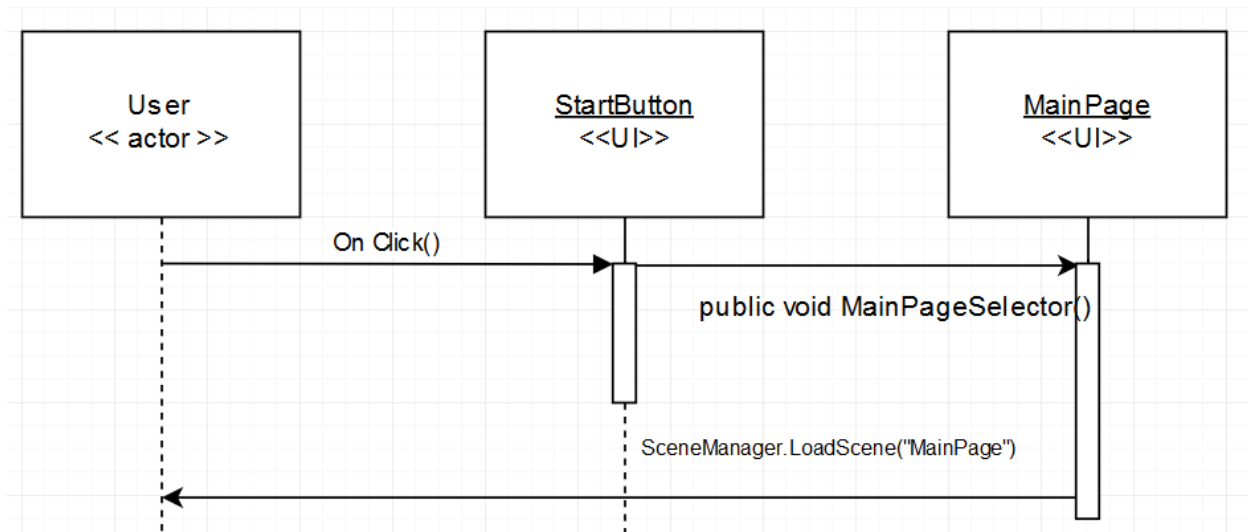 User
<< actor >>
StartButton
<<UI>>
MainPage
<<UI>>
On Click()
public void MainPageSelector()
SceneManager.LoadScene("MainPage")